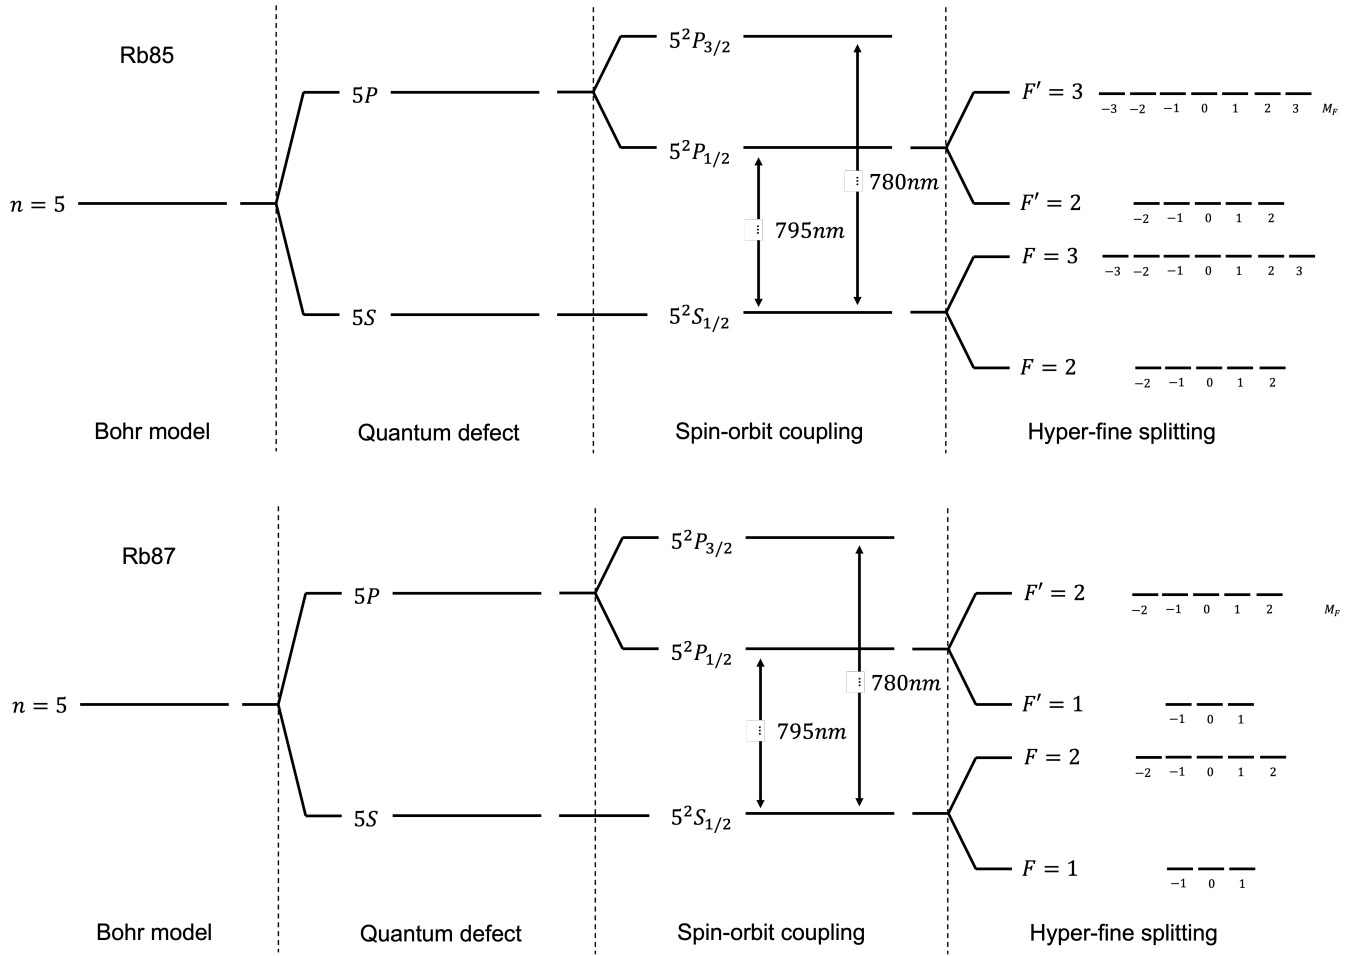 Rb85
5²P₃/₂
5P
F′ = 3
−3 −2 −1 0 1 2 3 M_F
5²P₁/₂
780nm
n = 5
F′ = 2
−2 −1 0 1 2
795nm
F = 3
−3 −2 −1 0 1 2 3
5S
5²S₁/₂
F = 2
−2 −1 0 1 2
Bohr model
Quantum defect
Spin-orbit coupling
Hyper-fine splitting
Rb87
5²P₃/₂
5P
F′ = 2
−2 −1 0 1 2 M_F
5²P₁/₂
780nm
n = 5
F′ = 1
−1 0 1
795nm
F = 2
−2 −1 0 1 2
5S
5²S₁/₂
F = 1
−1 0 1
Bohr model
Quantum defect
Spin-orbit coupling
Hyper-fine splitting